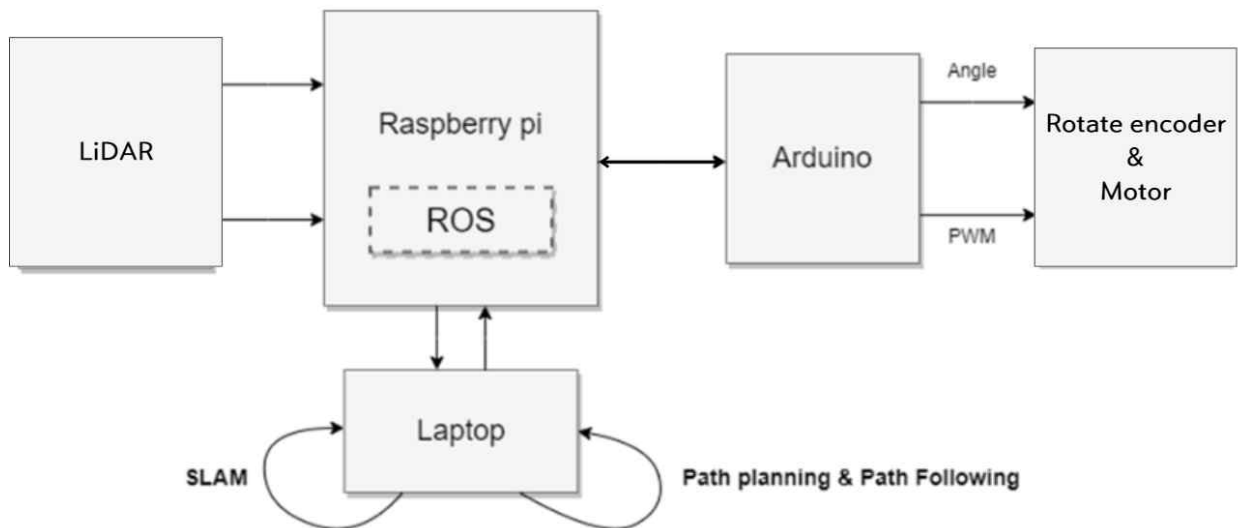 LiDAR
Raspberry pi
ROS
Arduino
Angle
PWM
Rotate encoder
&
Motor
Laptop
SLAM
Path planning & Path Following